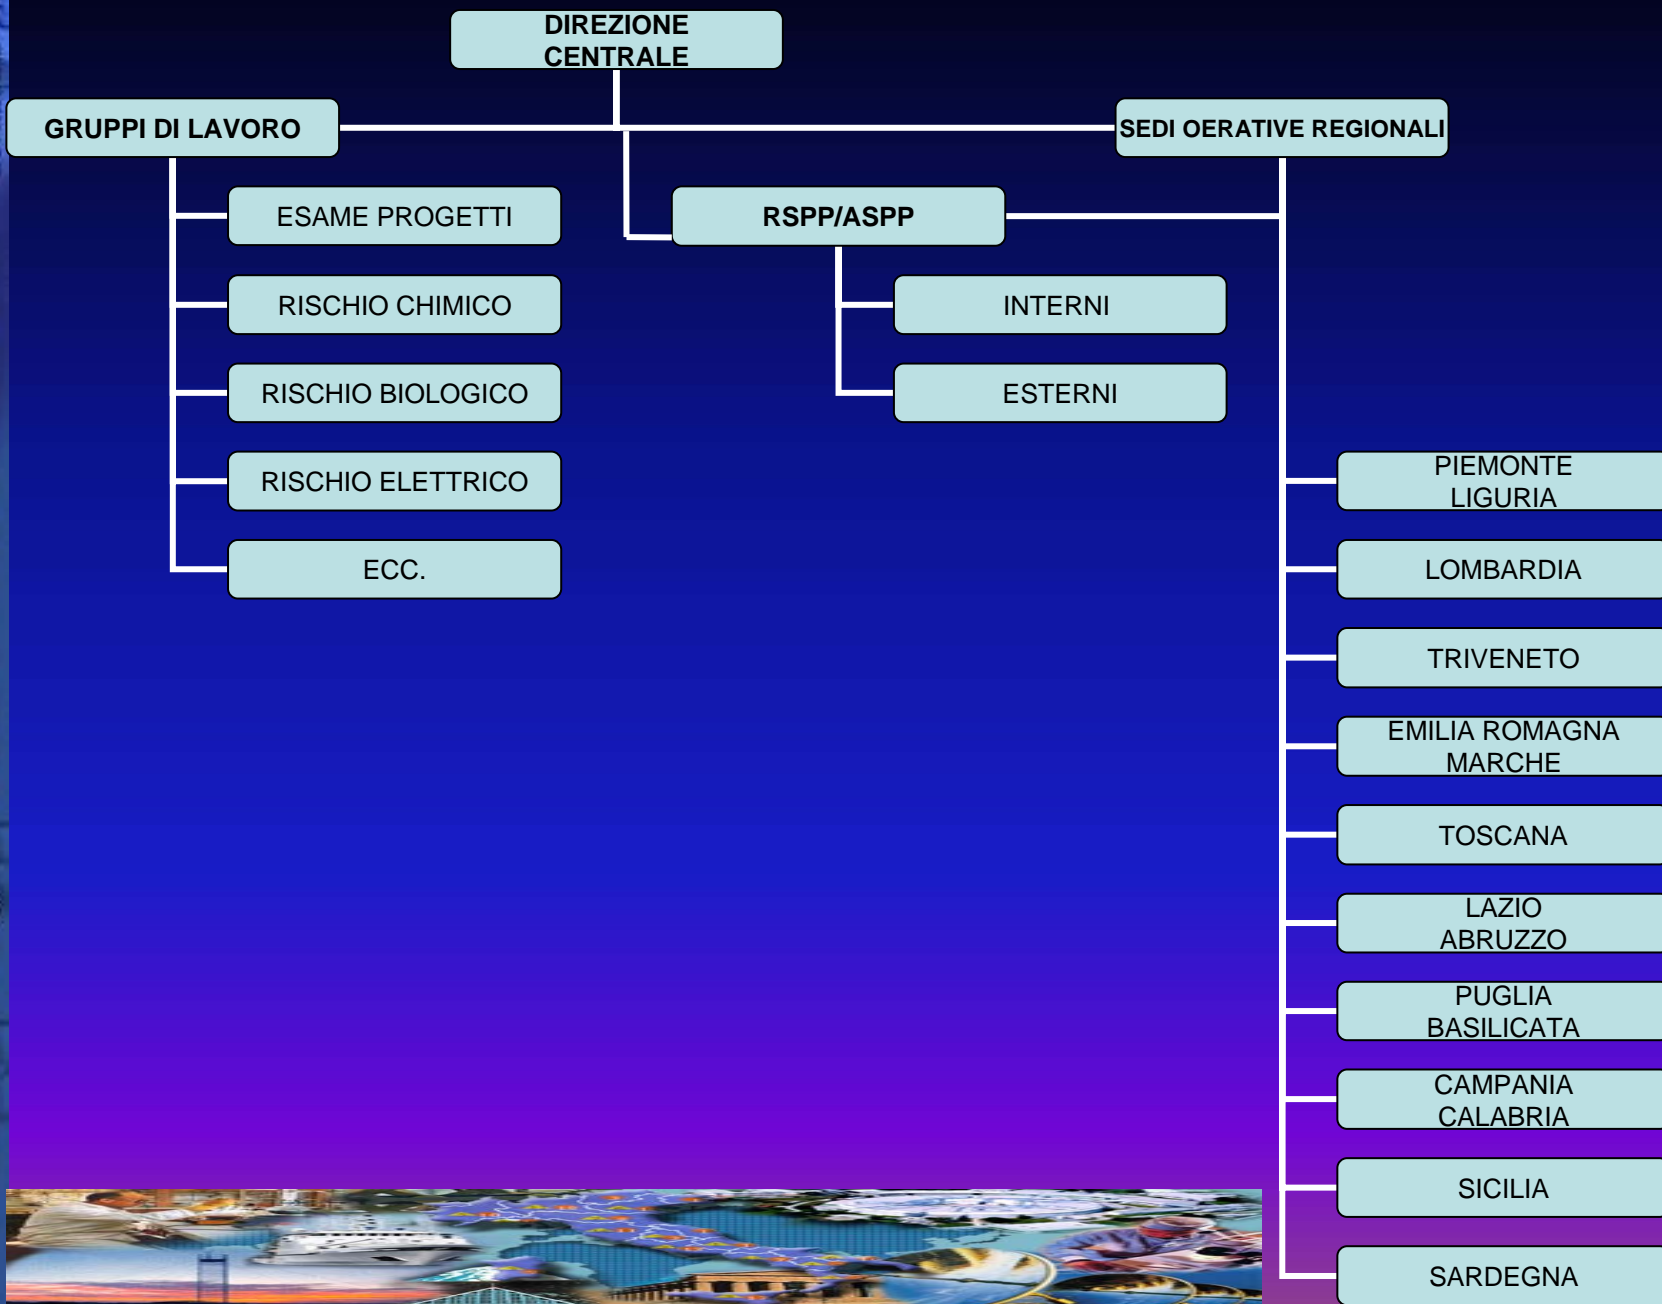 DIREZIONE
CENTRALE
GRUPPI DI LAVORO
SEDI OERATIVE REGIONALI
ESAME PROGETTI
RISCHIO CHIMICO
RISCHIO BIOLOGICO
RISCHIO ELETTRICO
ECC.
RSPP/ASPP
INTERNI
ESTERNI
PIEMONTE
LIGURIA
LOMBARDIA
TRIVENETO
EMILIA ROMAGNA
MARCHE
TOSCANA
LAZIO
ABRUZZO
PUGLIA
BASILICATA
CAMPANIA
CALABRIA
SICILIA
SARDEGNA